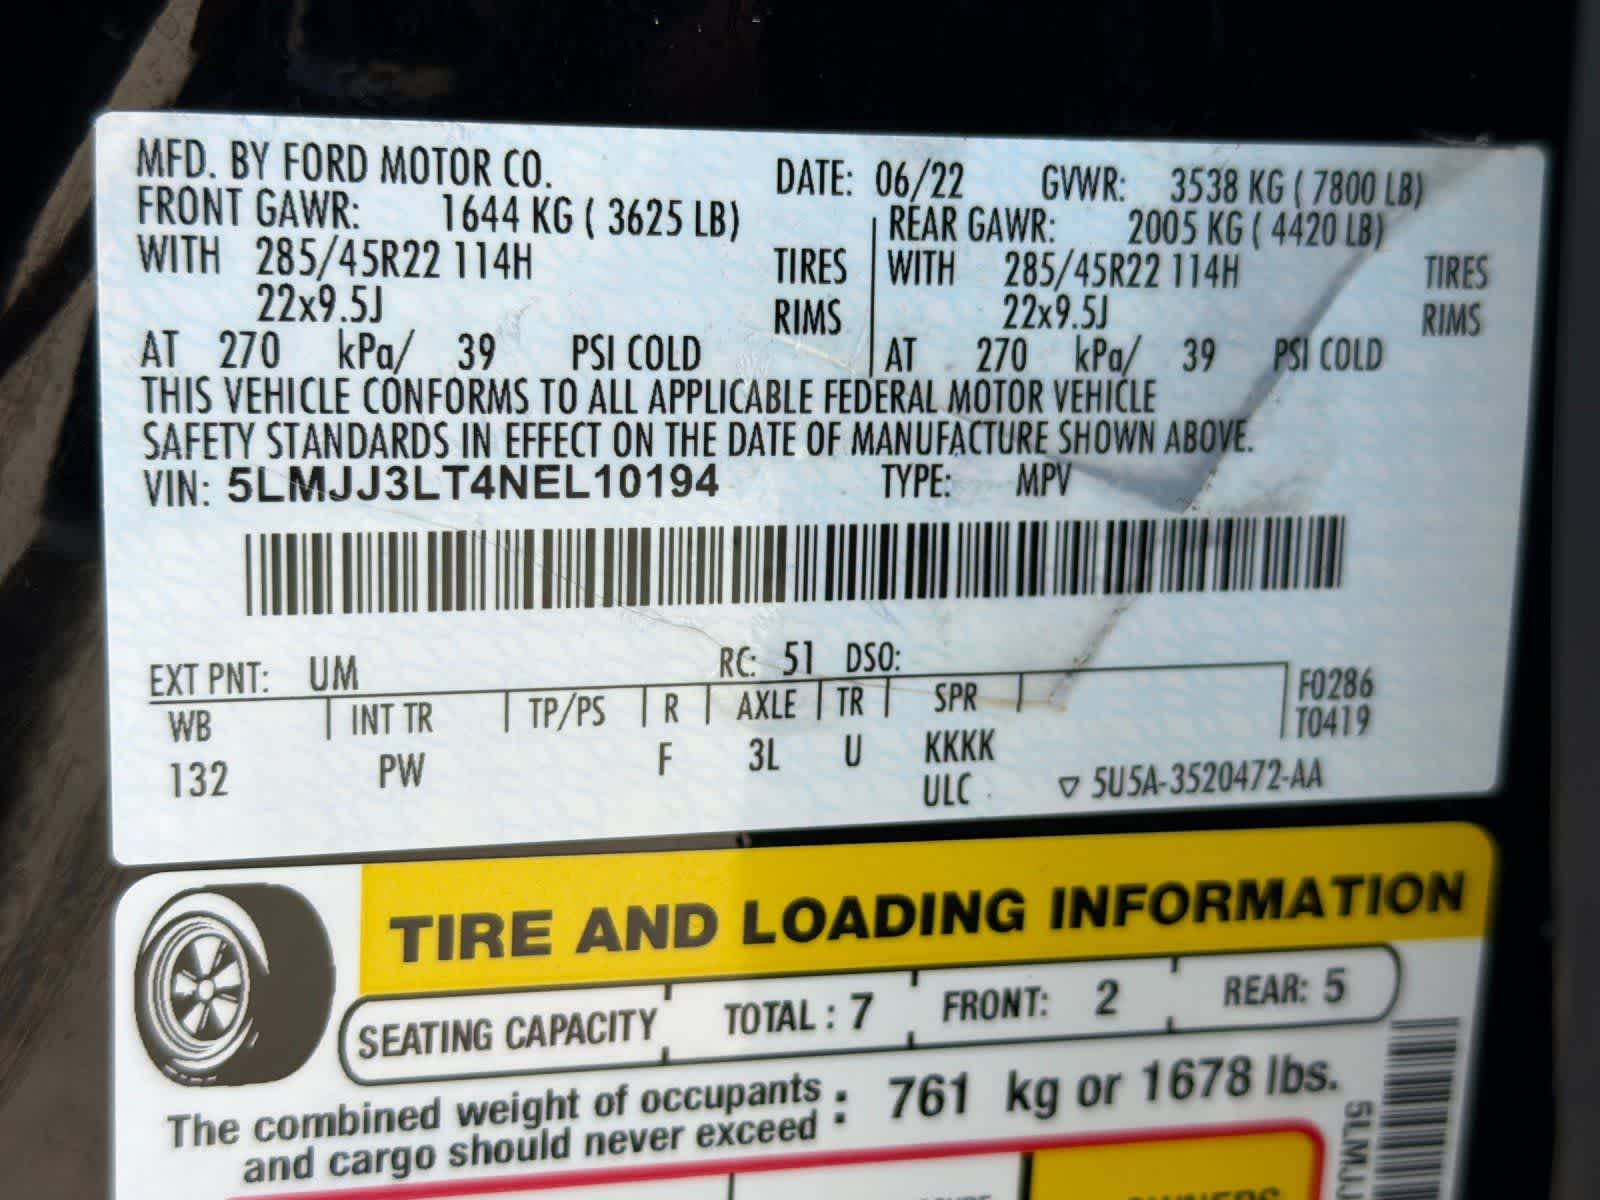 MFD. BY FORD MOTOR CO. DATE: 06/22 GVWR: 3538 KG ( 7800 LB)
FRONT GAWR: 1644 KG ( 3625 LB) REAR GAWR: 2005 KG ( 4420 LB)
WITH 285/45R22 114H TIRES WITH 285/45R22 114H TIRES
22x9.5J RIMS 22x9.5J RIMS
AT 270 kPa/ 39 PSI COLD AT 270 kPa/ 39 PSI COLD
THIS VEHICLE CONFORMS TO ALL APPLICABLE FEDERAL MOTOR VEHICLE
SAFETY STANDARDS IN EFFECT ON THE DATE OF MANUFACTURE SHOWN ABOVE.
VIN: 5LMJJ3LT4NEL10194 TYPE: MPV
EXT PNT: UM RC: 51 DSO:
WB INT TR TP/PS R AXLE TR SPR F0286
T0419
132 PW F 3L U KKKK
ULC ▽ 5U5A-3520472-AA
TIRE AND LOADING INFORMATION
SEATING CAPACITY TOTAL : 7 FRONT: 2 REAR: 5
The combined weight of occupants
and cargo should never exceed : 761 kg or 1678 lbs.
5LMJJ